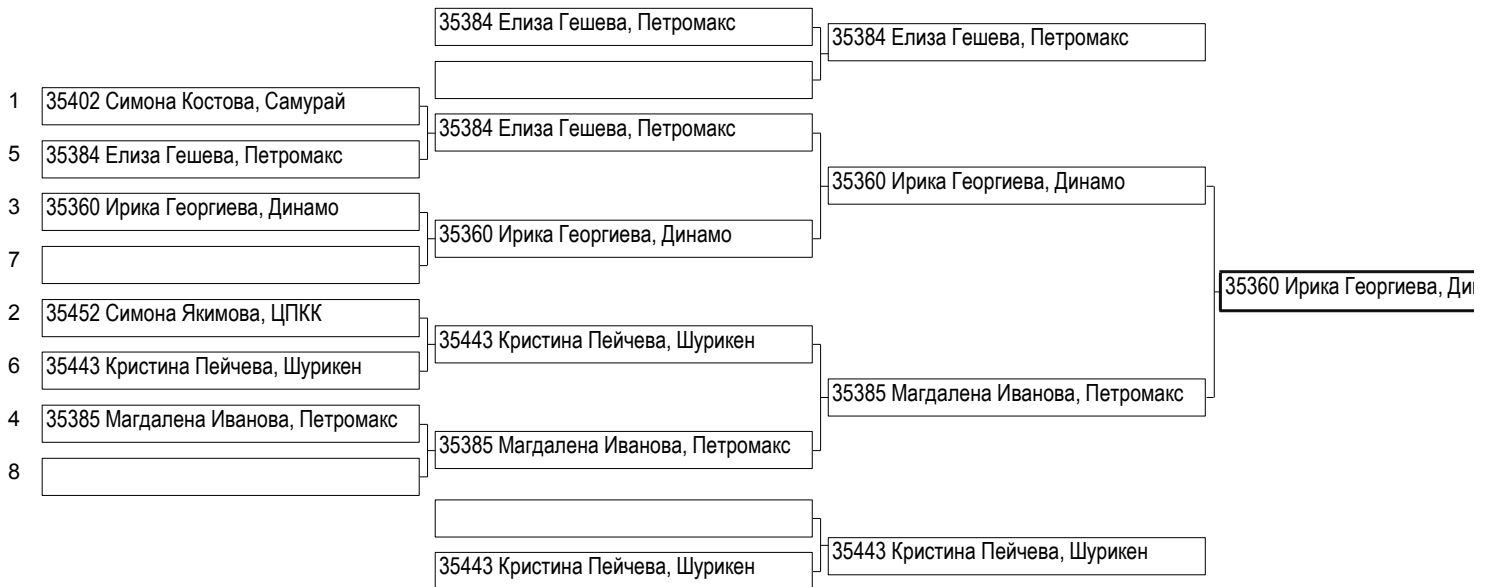 35384 Елиза Гешева, Петромакс
35384 Елиза Гешева, Петромакс
1 35402 Симона Костова, Самурай
35384 Елиза Гешева, Петромакс
5 35384 Елиза Гешева, Петромакс
35360 Ирика Георгиева, Динамо
3 35360 Ирика Георгиева, Динамо
35360 Ирика Георгиева, Динамо
7
35360 Ирика Георгиева, Ди
2 35452 Симона Якимова, ЦПКК
35443 Кристина Пейчева, Шурикен
6 35443 Кристина Пейчева, Шурикен
35385 Магдалена Иванова, Петромакс
4 35385 Магдалена Иванова, Петромакс
35385 Магдалена Иванова, Петромакс
8
35443 Кристина Пейчева, Шурикен
35443 Кристина Пейчева, Шурикен